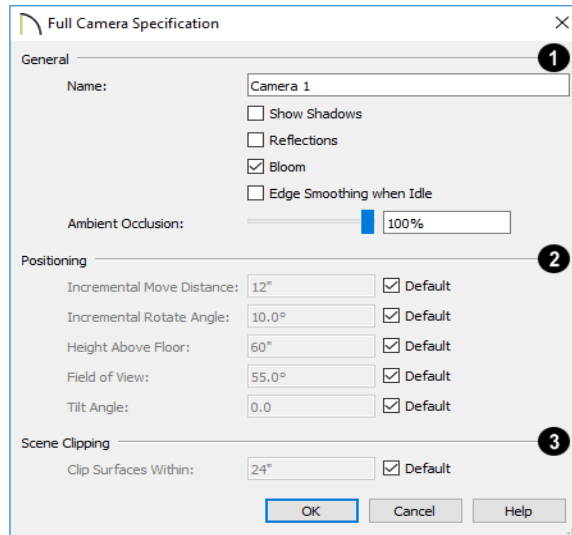 Full Camera Specification
General 1
Name: Camera 1
Show Shadows
Reflections
Bloom
Edge Smoothing when Idle
Ambient Occlusion: 100%
Positioning 2
Incremental Move Distance: 12" Default
Incremental Rotate Angle: 10.0° Default
Height Above Floor: 60" Default
Field of View: 55.0° Default
Tilt Angle: 0.0 Default
Scene Clipping 3
Clip Surfaces Within: 24" Default
OK Cancel Help